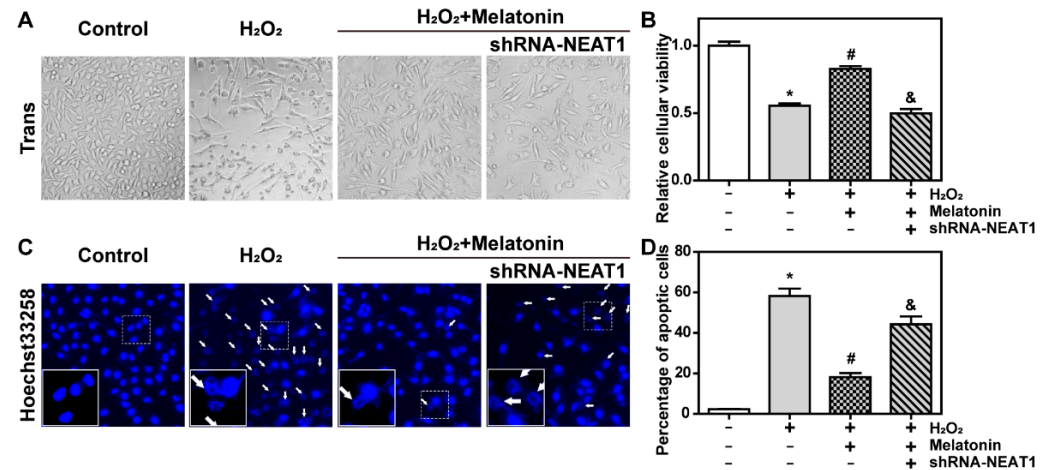 A
Control
H₂O₂
H₂O₂+Melatonin
shRNA-NEAT1
Trans
B
Relative cellular viability
1.0
0.5
0.0
*
#
&
– + + + H₂O₂
– – + + Melatonin
– – – + shRNA-NEAT1
C
Control
H₂O₂
H₂O₂+Melatonin
shRNA-NEAT1
Hoechst33258
D
Percentage of apoptic cells
80
60
40
20
0
*
#
&
– + + + H₂O₂
– – + + Melatonin
– – – + shRNA-NEAT1